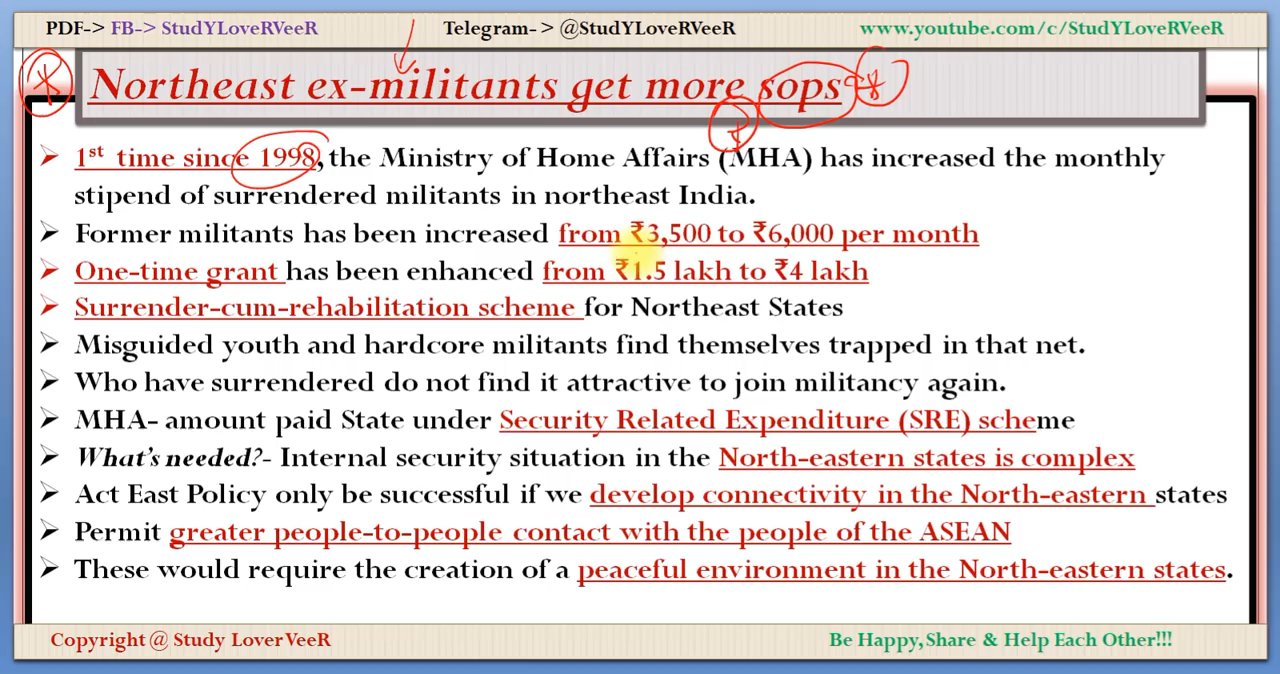 PDF-> FB-> StudYLoveRVeeR Telegram-> @StudYLoveRVeeR www.youtube.com/c/StudYLoveRVeeR
Northeast ex-militants get more sops
➢ 1st time since 1998, the Ministry of Home Affairs (MHA) has increased the monthly
stipend of surrendered militants in northeast India.
➢ Former militants has been increased from ₹3,500 to ₹6,000 per month
➢ One-time grant has been enhanced from ₹1.5 lakh to ₹4 lakh
➢ Surrender-cum-rehabilitation scheme for Northeast States
➢ Misguided youth and hardcore militants find themselves trapped in that net.
➢ Who have surrendered do not find it attractive to join militancy again.
➢ MHA- amount paid State under Security Related Expenditure (SRE) scheme
➢ What's needed?- Internal security situation in the North-eastern states is complex
➢ Act East Policy only be successful if we develop connectivity in the North-eastern states
➢ Permit greater people-to-people contact with the people of the ASEAN
➢ These would require the creation of a peaceful environment in the North-eastern states.
Copyright @ Study LoverVeeR Be Happy,Share & Help Each Other!!!